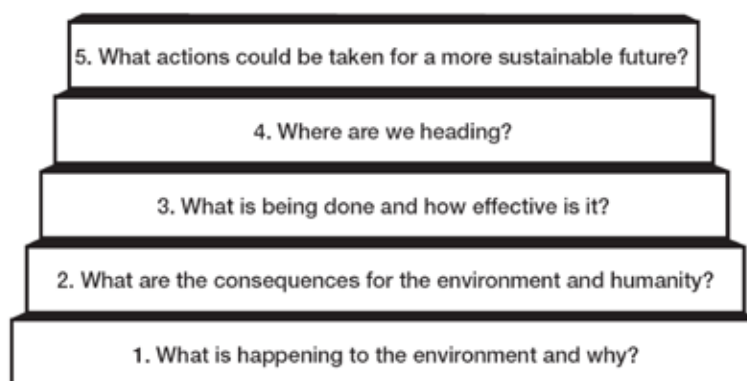 5. What actions could be taken for a more sustainable future?
4. Where are we heading?
3. What is being done and how effective is it?
2. What are the consequences for the environment and humanity?
1. What is happening to the environment and why?